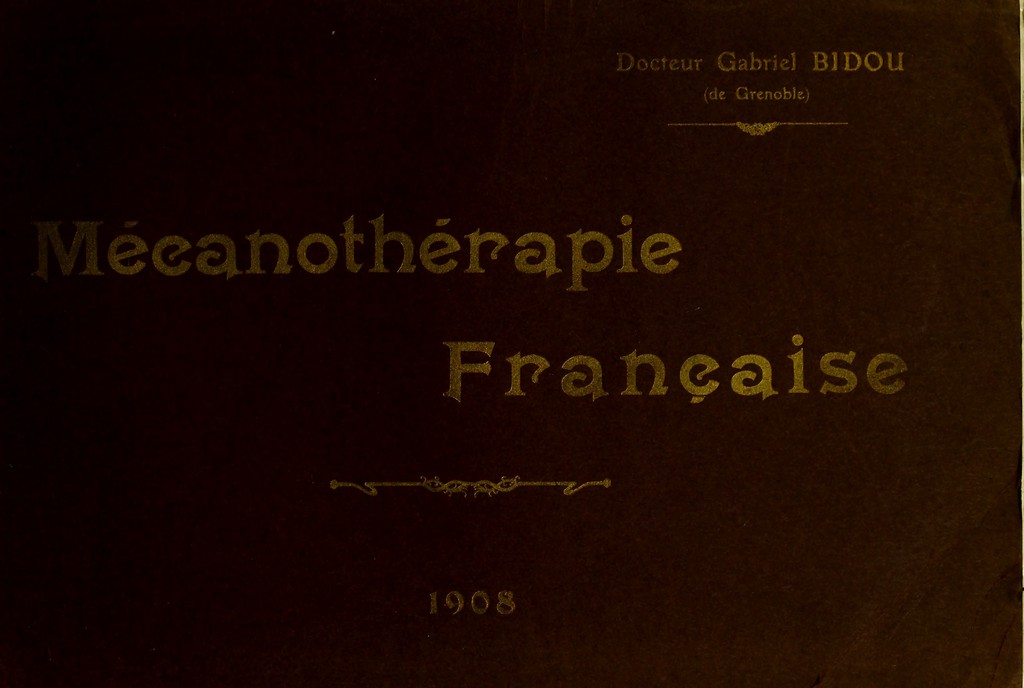 Docteur Gabriel BIDOU
(de Grenoble)
Mécanothérapie
Française
1908